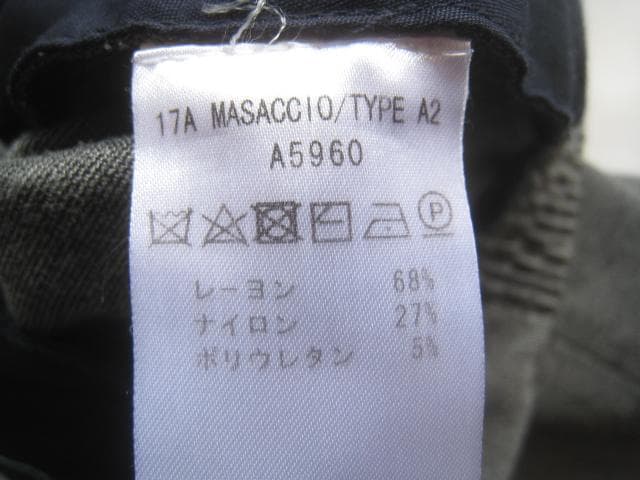 17A MASACCIO/TYPE A2
A5960
P
レーヨン 68%
ナイロン 27%
ポリウレタン 5%